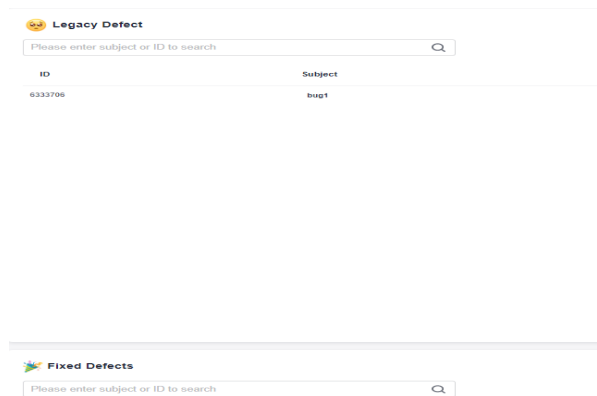 Legacy Defect
Please enter subject or ID to search
ID Subject
6333706 bug1
Fixed Defects
Please enter subject or ID to search